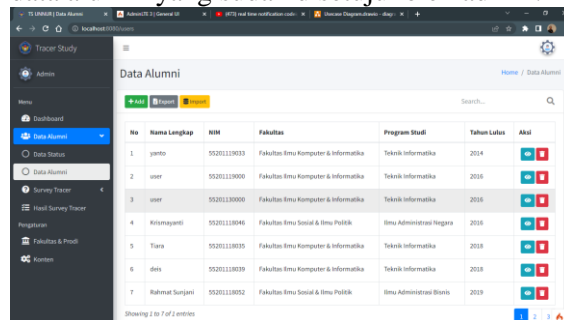 TS UNNUR | Data Alumni
AdminLTE 3 | General UI
(473) real time notification codei
Usecase Diagram.drawio - diag
localhost:8080/users
Tracer Study
Admin
Data Alumni
Home / Data Alumni
Menu
Dashboard
Data Alumni
Data Status
Data Alumni
Survey Tracer
Hasil Survey Tracer
Pengaturan
Fakultas & Prodi
Konten
+Add Export Import
Search...
No Nama Lengkap NIM Fakultas Program Studi Tahun Lulus Aksi
1 yanto 55201119033 Fakultas Ilmu Komputer & Informatika Teknik Informatika 2014
2 user 55201119000 Fakultas Ilmu Komputer & Informatika Teknik Informatika 2016
3 user 55201130000 Fakultas Ilmu Komputer & Informatika Teknik Informatika 2016
4 Krismayanti 55201118046 Fakultas Ilmu Sosial & Ilmu Politik Ilmu Administrasi Negara 2016
5 Tiara 55201118035 Fakultas Ilmu Komputer & Informatika Teknik Informatika 2018
6 deis 55201118039 Fakultas Ilmu Komputer & Informatika Teknik Informatika 2018
7 Rahmat Sunjani 55201118052 Fakultas Ilmu Sosial & Ilmu Politik Ilmu Administrasi Bisnis 2019
Showing 1 to 7 of 1 entries
1 2 3